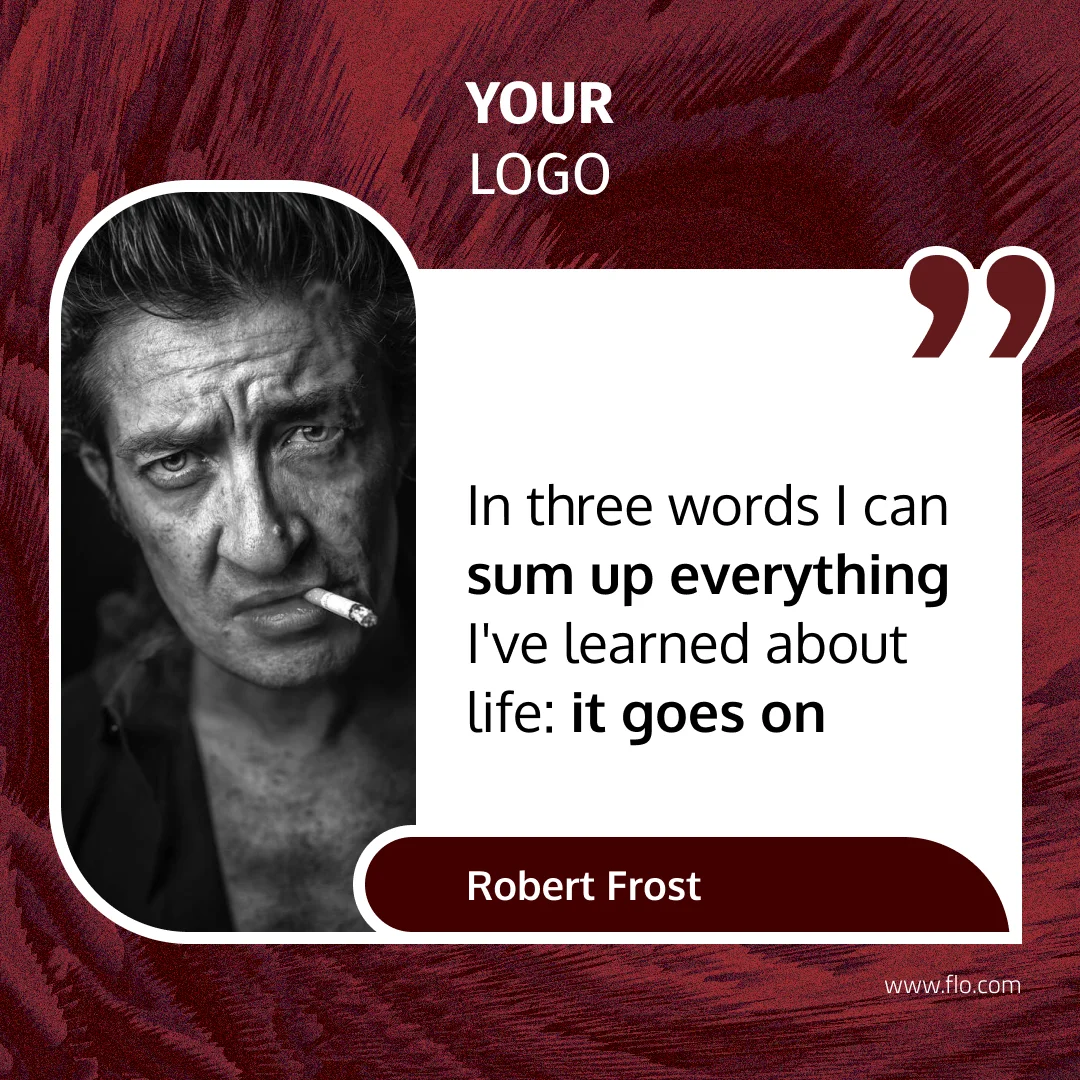 YOUR
LOGO
”
In three words I can
sum up everything
I've learned about
life: it goes on
Robert Frost
www.flo.com